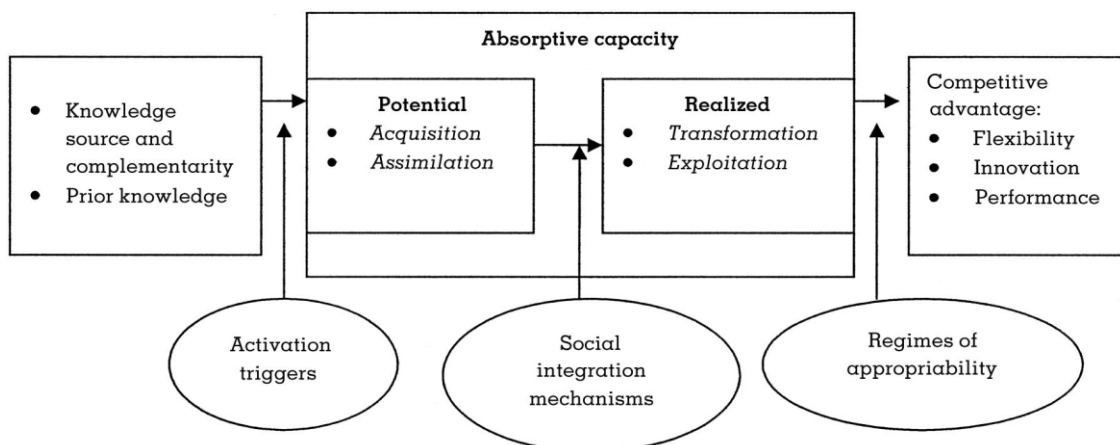 Absorptive capacity
● Knowledge
source and
complementarity
● Prior knowledge
Potential
● Acquisition
● Assimilation
Realized
● Transformation
● Exploitation
Competitive
advantage:
● Flexibility
● Innovation
● Performance
Activation
triggers
Social
integration
mechanisms
Regimes of
appropriability